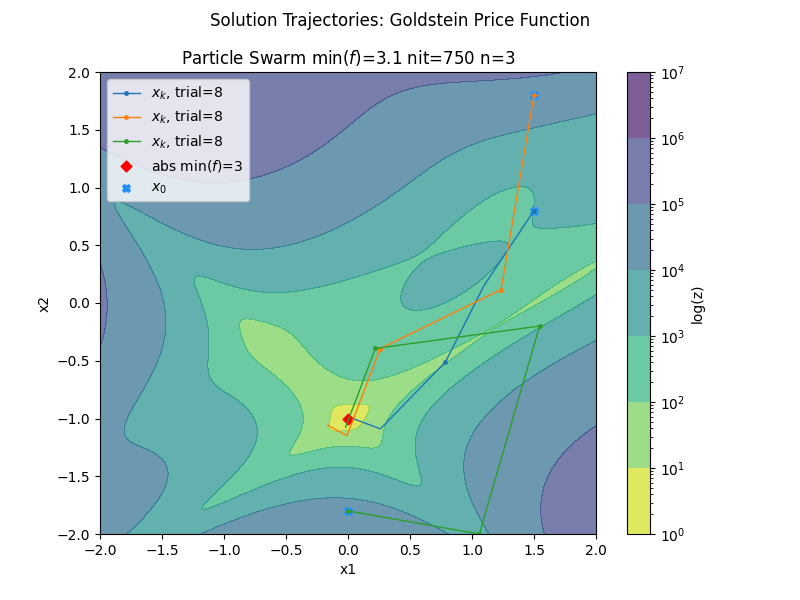 Solution Trajectories: Goldstein Price Function
Particle Swarm min(f)=3.1 nit=750 n=3
x_k, trial=8
x_k, trial=8
x_k, trial=8
abs min(f)=3
x_0
2.0
1.5
1.0
0.5
0.0
−0.5
−1.0
−1.5
−2.0
x2
−2.0 −1.5 −1.0 −0.5 0.0 0.5 1.0 1.5 2.0
x1
10^7
10^6
10^5
10^4
10^3
10^2
10^1
10^0
log(z)